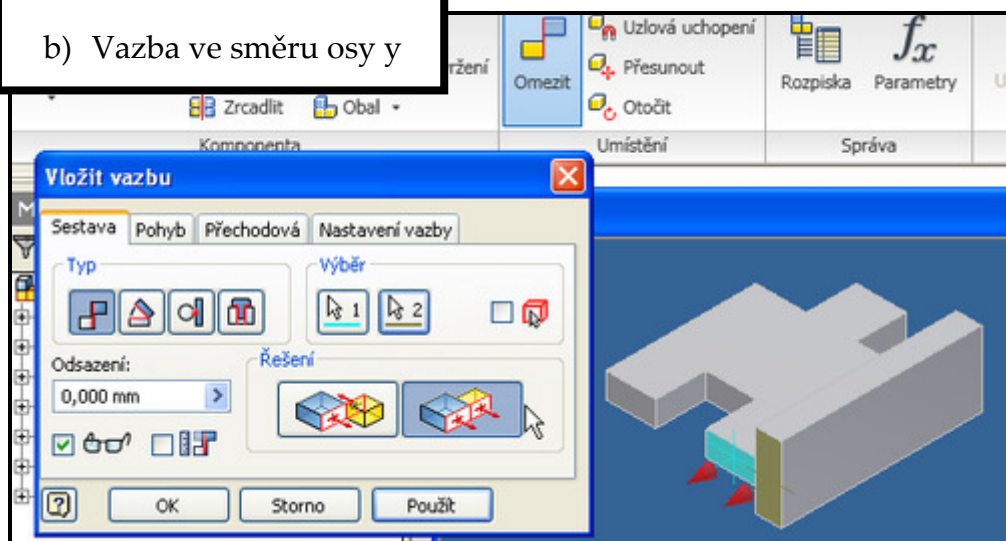 b) Vazba ve směru osy y
Uzlová uchopení
ržení
Omezit
Přesunout
Rozpiska
Parametry
Zrcadlit
Obal
Otočit
Komponenta
Umístění
Správa
Vložit vazbu
Sestava
Pohyb
Přechodová
Nastavení vazby
Typ
Výběr
1
2
Odsazení:
Řešení
0,000 mm
OK
Storno
Použít